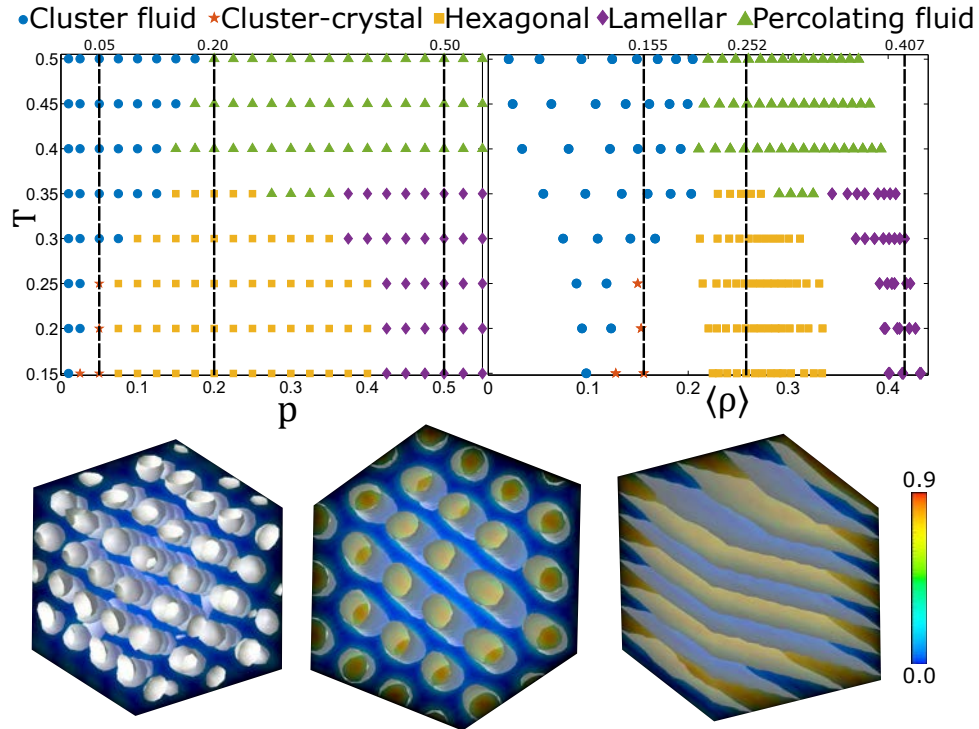 Cluster fluid Cluster-crystal Hexagonal Lamellar Percolating fluid
0.05 0.20 0.50 0.155 0.252 0.407
0.5
0.45
0.4
0.35
T
0.3
0.25
0.2
0.15
0 0.1 0.2 0.3 0.4 0.5 0 0.1 0.2 0.3 0.4
p ⟨ρ⟩
0.9
0.0